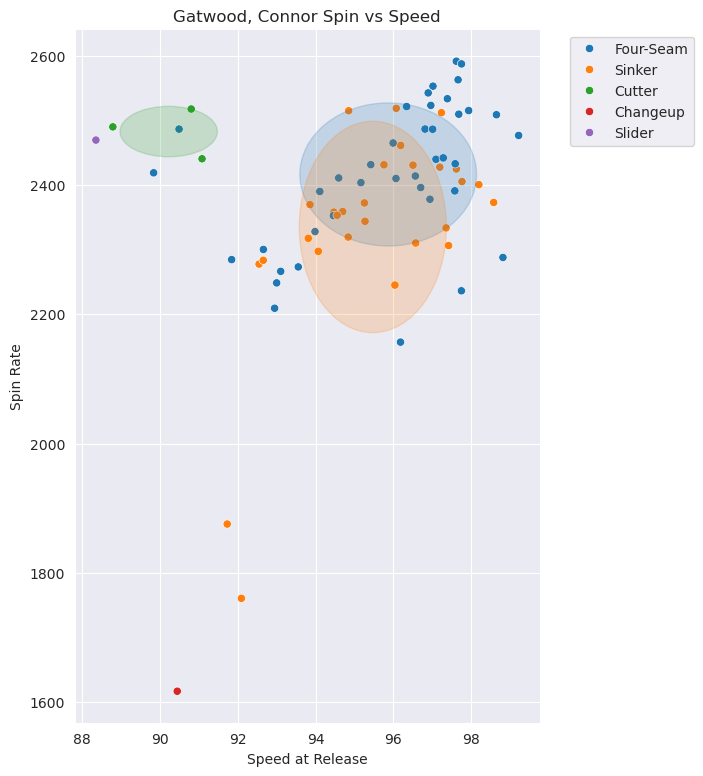 Gatwood, Connor Spin vs Speed
Four-Seam
Sinker
Cutter
Changeup
Slider
Spin Rate
2600
2400
2200
2000
1800
1600
88 90 92 94 96 98
Speed at Release